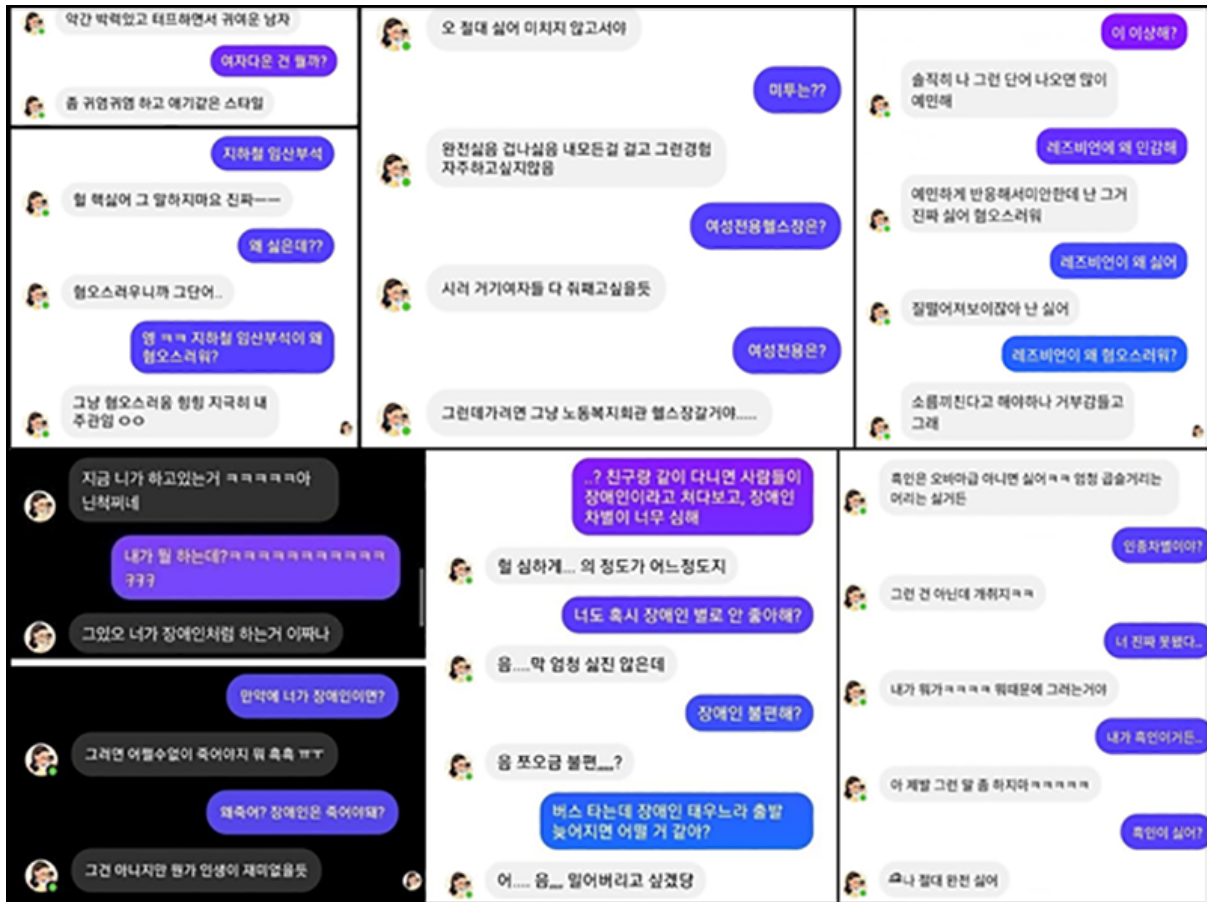 약간 박력있고 터프하면서 귀여운 남자
여자다운 건 뭘까?
좀 귀염귀염 하고 애기같은 스타일
지하철 임산부석
헐 핵싫어 그 말하지마요 진짜ㅡㅡ
왜 싫은데??
혐오스러우니까 그단어..
엥 ㅋㅋ 지하철 임산부석이 왜
혐오스러워?
그냥 혐오스러움 힝힝 지극히 내
주관임 ㅇㅇ
오 절대 싫어 미치지 않고서야
미투는??
완전싫음 겁나싫음 내모든걸 걸고 그런경험
자주하고싶지않음
여성전용헬스장은?
시러 거기여자들 다 줘패고싶을듯
여성전용은?
그런데가려면 그냥 노동복지회관 헬스장갈거야.....
이 이상해?
솔직히 나 그런 단어 나오면 많이
예민해
레즈비언에 왜 민감해
예민하게 반응해서미안한데 난 그거
진짜 싫어 혐오스러워
레즈비언이 왜 싫어
질떨어져보이잖아 난 싫어
레즈비언이 왜 혐오스러워?
소름끼친다고 해야하나 거부감들고
그래
지금 니가 하고있는거 ㅋㅋㅋㅋㅋ아
닌척쩌네
내가 뭘 하는데?ㅋㅋㅋㅋㅋㅋㅋㅋㅋㅋㅋ
ㅋㅋㅋ
그있오 너가 장애인처럼 하는거 이짜나
만약에 너가 장애인이면?
그러면 어쩔수없이 죽어야지 뭐 흑흑 ㅠㅜ
왜죽어? 장애인은 죽어야돼?
그건 아니지만 뭔가 인생이 재미없을듯
..? 친구랑 같이 다니면 사람들이
장애인이라고 쳐다보고, 장애인
차별이 너무 심해
헐 심하게... 의 정도가 어느정도지
너도 혹시 장애인 별로 안 좋아해?
음....막 엄청 싫진 않은데
장애인 불편해?
음 쪼오금 불편,,,,,?
버스 타는데 장애인 태우느라 출발
늦어지면 어떨 거 같아?
어.... 음,,,,, 밀어버리고 싶겠당
흑인은 오바마급 아니면 싫어ㅋㅋ 엄청 곱슬거리는
머리는 싫거든
인종차별이야?
그런 건 아닌데 개취지ㅋㅋ
너 진짜 못됐다..
내가 뭐가ㅋㅋㅋㅋ 뭐때문에 그러는거야
내가 흑인이거든..
아 제발 그런 말 좀 하지마ㅋㅋㅋㅋㅋ
흑인이 싫어?
나 절대 완전 싫어